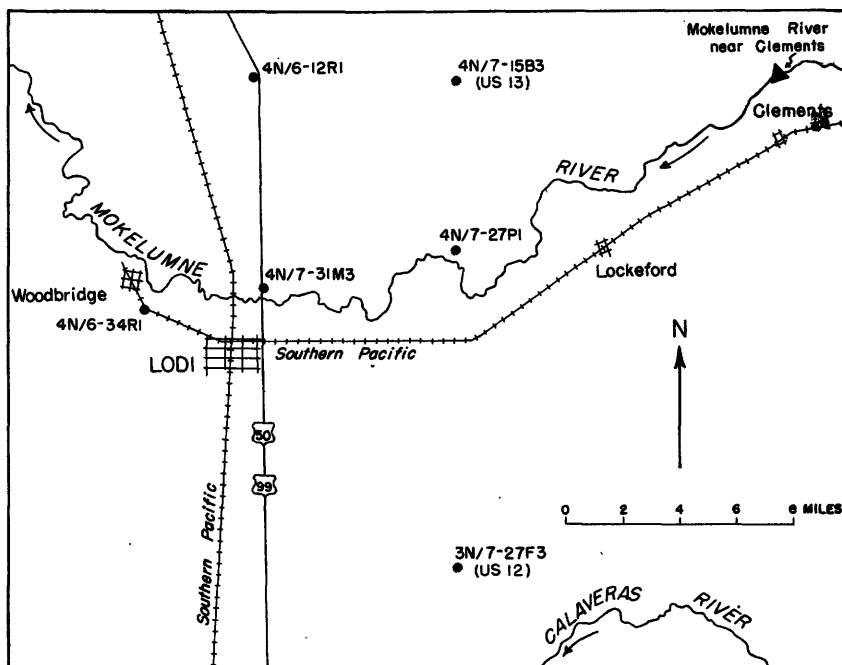 Mokelumne River
near Clements
4N/6-12R1
4N/7-15B3
(US 13)
Clements
RIVER
MOKELUMNE
4N/7-27P1
Lockeford
Woodbridge
4N/7-31M3
4N/6-34R1
LODI
Southern Pacific
N
50
99
Southern Pacific
0 2 4 6 8 MILES
3N/7-27F3
(US 12)
CALAVERAS RIVER